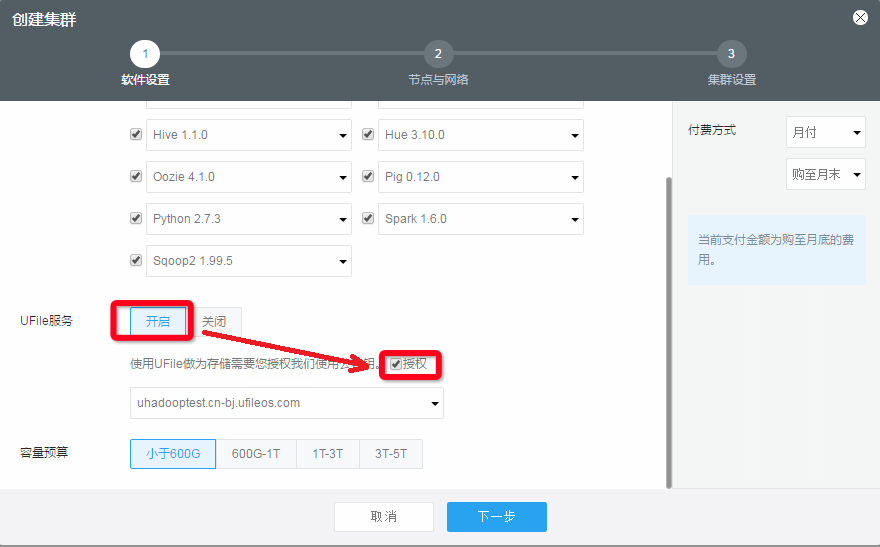 创建集群
1 2 3
软件设置 节点与网络 集群设置
Hive 1.1.0 Hue 3.10.0
Oozie 4.1.0 Pig 0.12.0
Python 2.7.3 Spark 1.6.0
Sqoop2 1.99.5
UFile服务 开启 关闭
使用UFile做为存储需要您授权我们使用 钥。 授权
uhadooptest.cn-bj.ufileos.com
容量预算 小于600G 600G-1T 1T-3T 3T-5T
付费方式 月付
购至月末
当前支付金额为购至月底的费
用。
取消 下一步